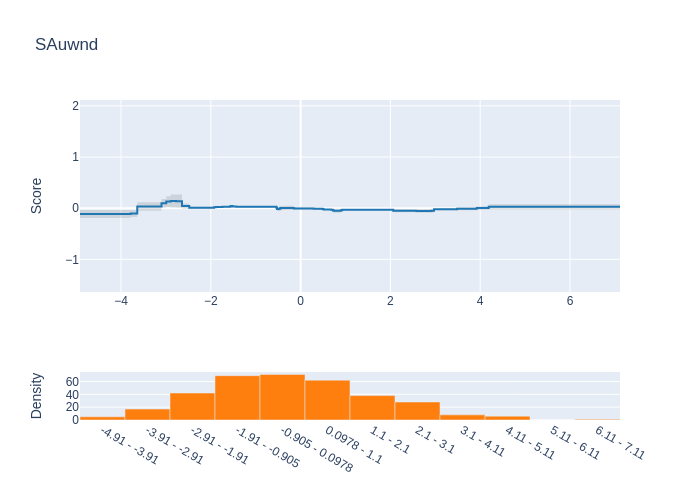 SAuwnd
2
1
0
−1
Score
−4
−2
0
2
4
6
60
40
20
0
Density
-4.91 - -3.91
-3.91 - -2.91
-2.91 - -1.91
-1.91 - -0.905
-0.905 - 0.0978
0.0978 - 1.1
1.1 - 2.1
2.1 - 3.1
3.1 - 4.11
4.11 - 5.11
5.11 - 6.11
6.11 - 7.11